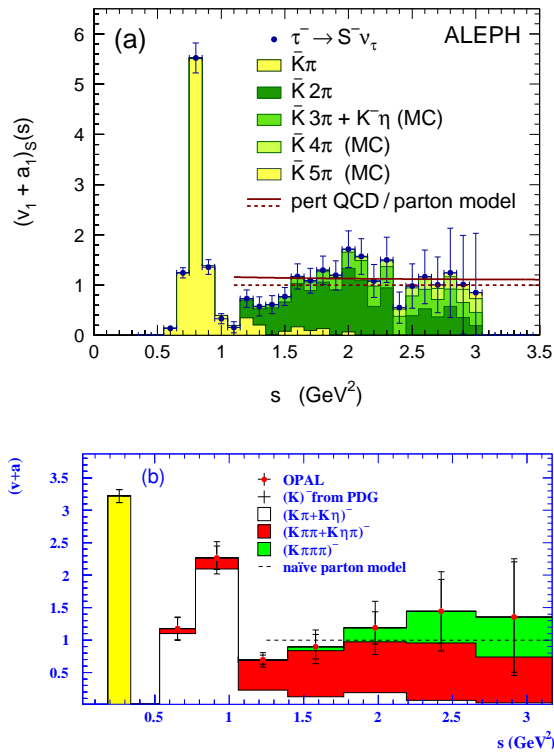 (a)
ALEPH
τ⁻ → S⁻ν_τ
K̄π
K̄2π
K̄3π + K⁻η (MC)
K̄4π (MC)
K̄5π (MC)
pert QCD / parton model
(v₁ + a₁)_S(s)
6
5
4
3
2
1
0
0 0.5 1 1.5 2 2.5 3 3.5
s (GeV²)
(b)
OPAL
(K)⁻ from PDG
(Kπ+Kη)⁻
(Kππ+Kηπ)⁻
(Kπππ)⁻
naïve parton model
(v+a)
3.5
3
2.5
2
1.5
1
0.5
0.5 1 1.5 2 2.5 3
s (GeV²)